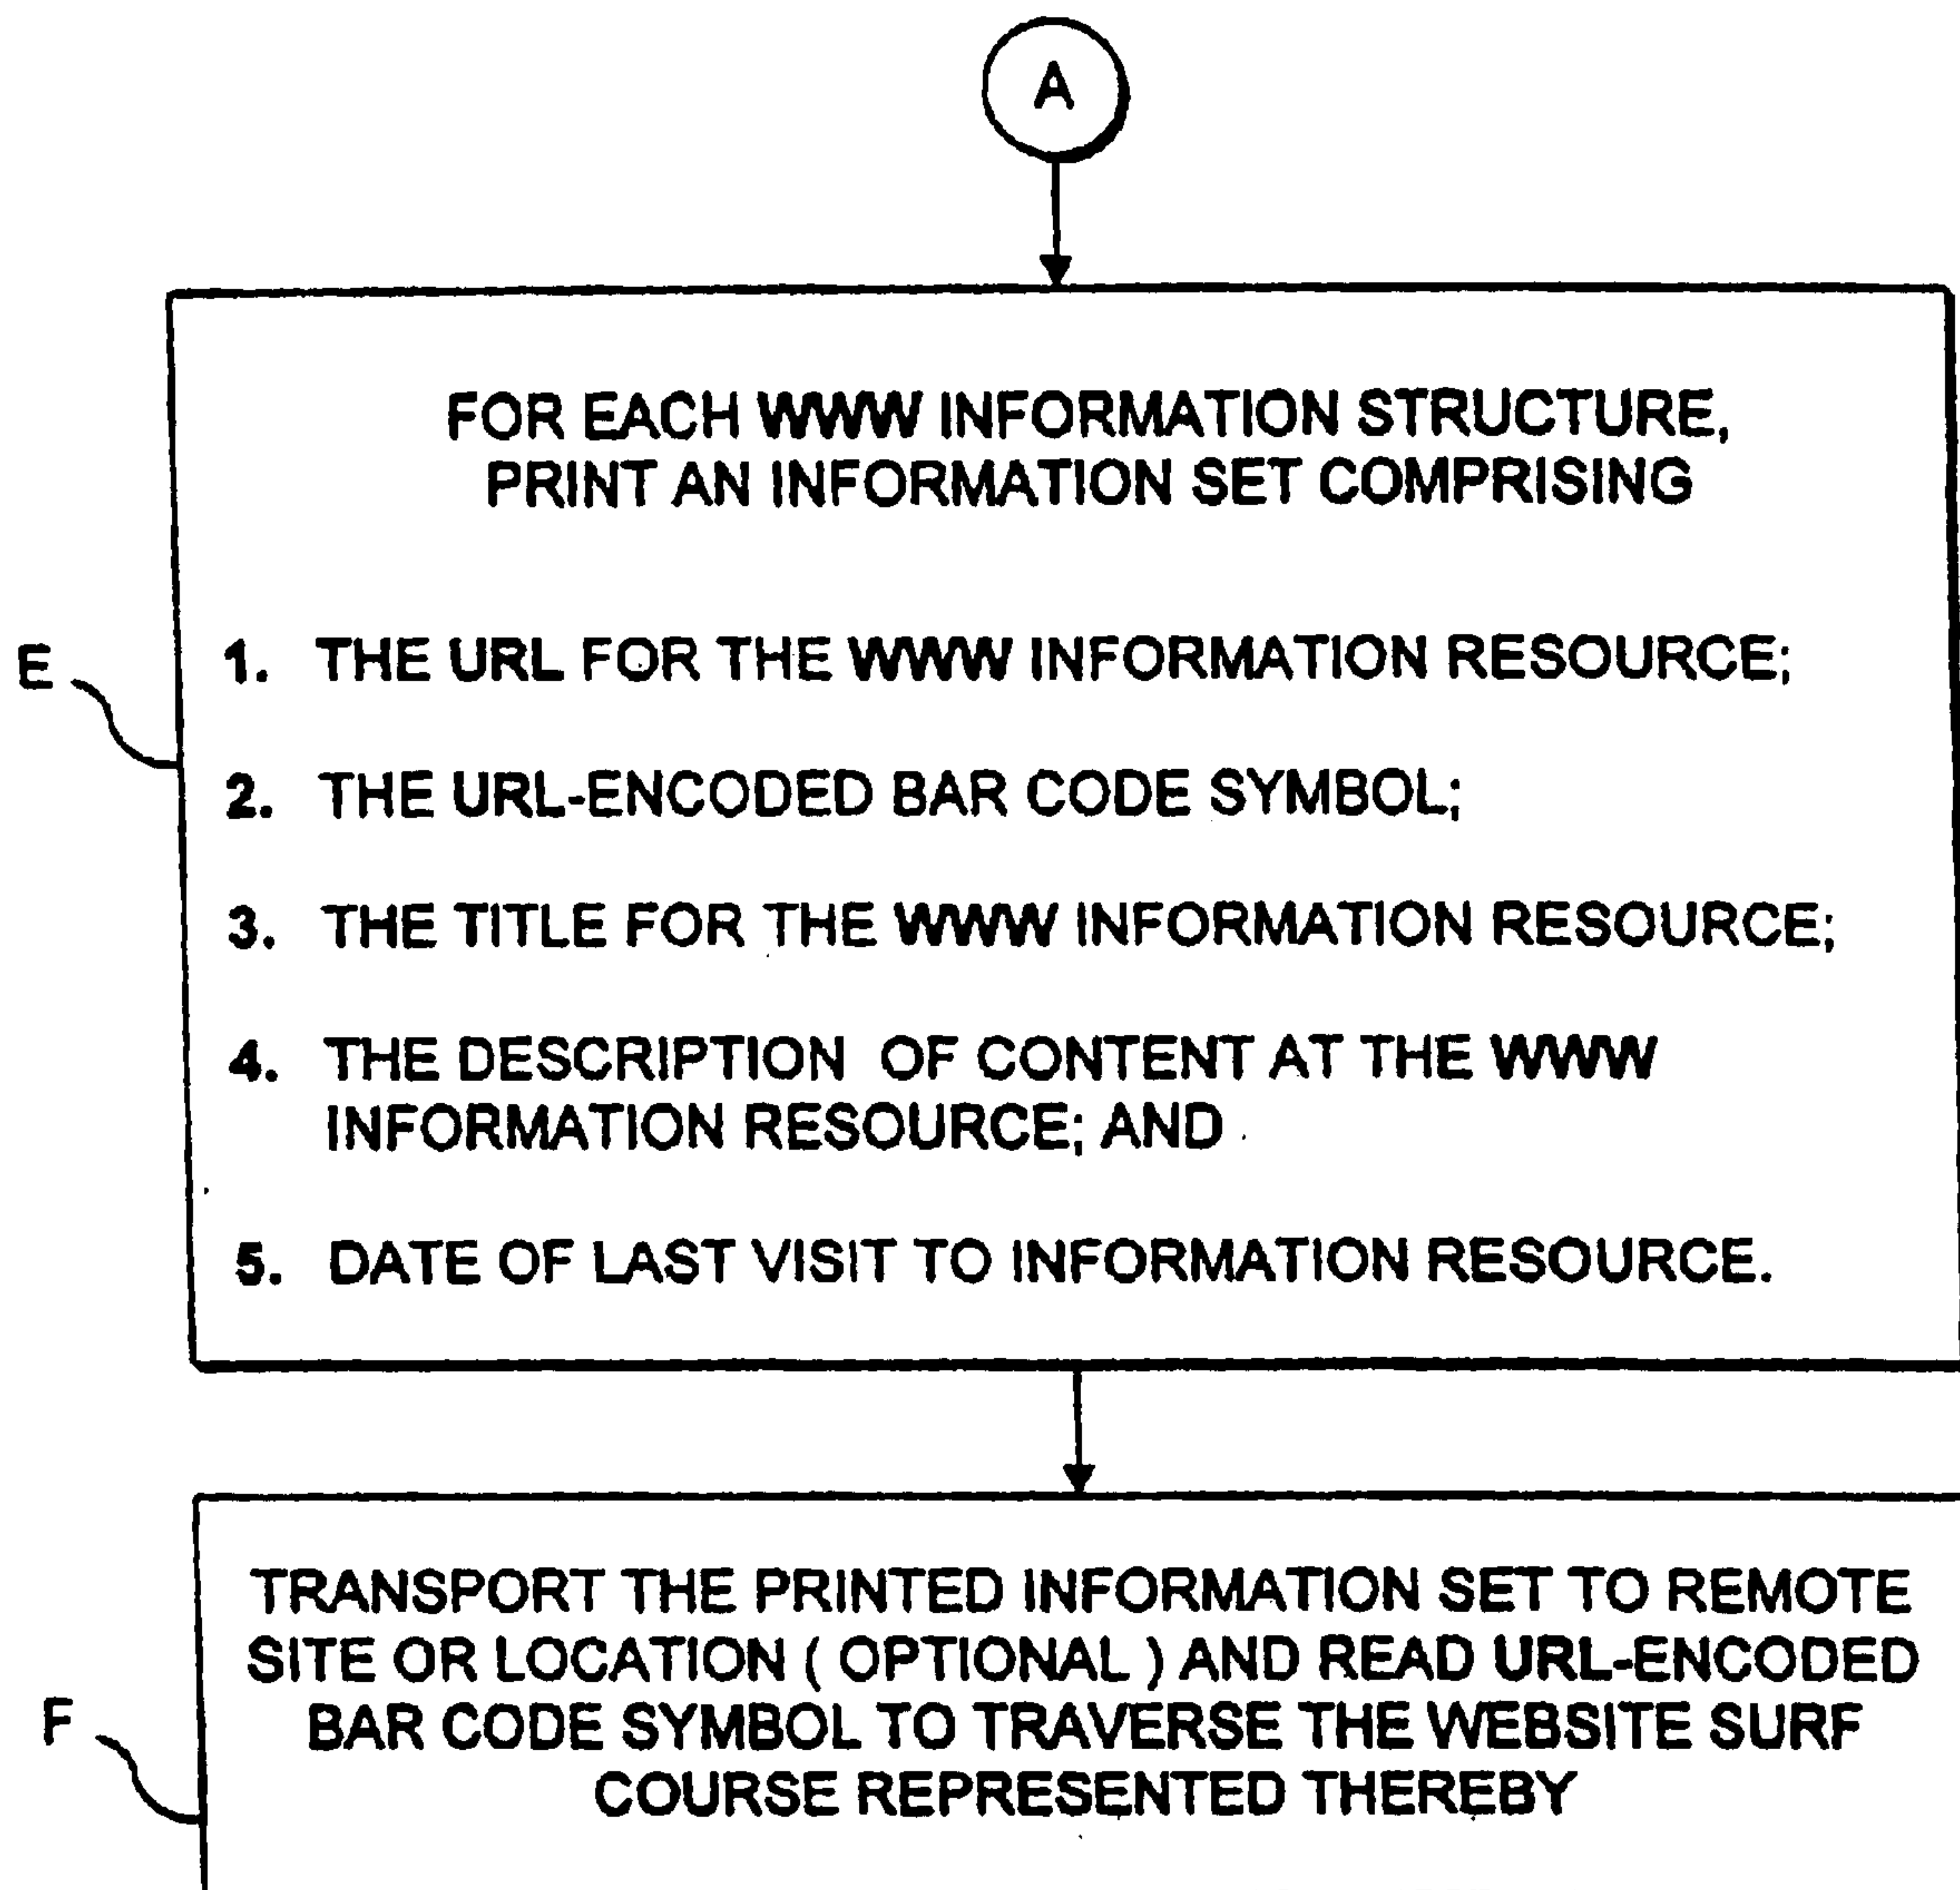 A
FOR EACH WWW INFORMATION STRUCTURE,
PRINT AN INFORMATION SET COMPRISING
E
1. THE URL FOR THE WWW INFORMATION RESOURCE;
2. THE URL-ENCODED BAR CODE SYMBOL;
3. THE TITLE FOR THE WWW INFORMATION RESOURCE;
4. THE DESCRIPTION OF CONTENT AT THE WWW
INFORMATION RESOURCE; AND
5. DATE OF LAST VISIT TO INFORMATION RESOURCE.
TRANSPORT THE PRINTED INFORMATION SET TO REMOTE
SITE OR LOCATION ( OPTIONAL ) AND READ URL-ENCODED
F
BAR CODE SYMBOL TO TRAVERSE THE WEBSITE SURF
COURSE REPRESENTED THEREBY